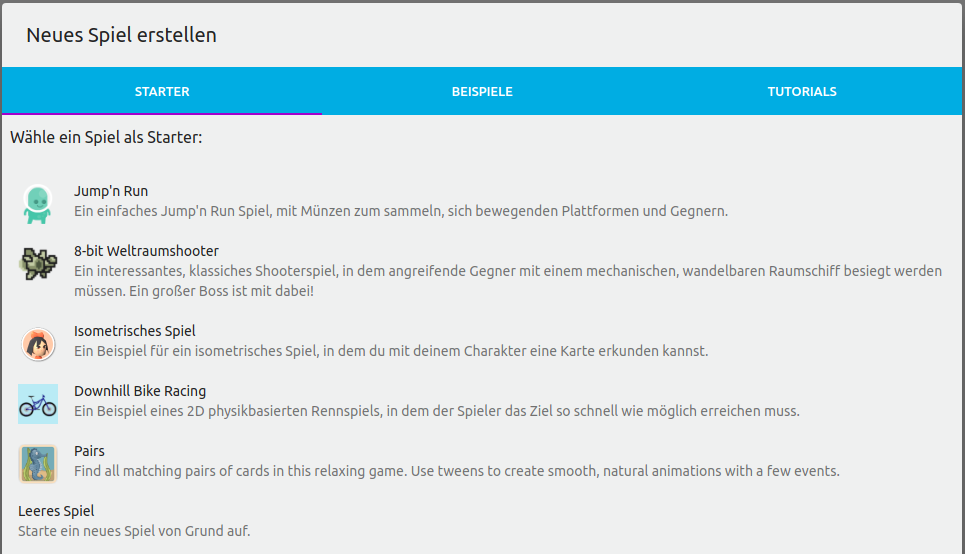 Neues Spiel erstellen
STARTER
BEISPIELE
TUTORIALS
Wähle ein Spiel als Starter:
Jump'n Run
Ein einfaches Jump'n Run Spiel, mit Münzen zum sammeln, sich bewegenden Plattformen und Gegnern.
8-bit Weltraumshooter
Ein interessantes, klassiches Shooterspiel, in dem angreifende Gegner mit einem mechanischen, wandelbaren Raumschiff besiegt werden
müssen. Ein großer Boss ist mit dabei!
Isometrisches Spiel
Ein Beispiel für ein isometrisches Spiel, in dem du mit deinem Charakter eine Karte erkunden kannst.
Downhill Bike Racing
Ein Beispiel eines 2D physikbasierten Rennspiels, in dem der Spieler das Ziel so schnell wie möglich erreichen muss.
Pairs
Find all matching pairs of cards in this relaxing game. Use tweens to create smooth, natural animations with a few events.
Leeres Spiel
Starte ein neues Spiel von Grund auf.